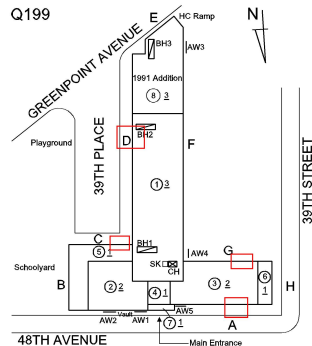 Q199
E
HC Ramp
N
GREENPOINT AVENUE
BH3
AW3
1991 Addition
8 3
39TH PLACE
D
BH2
F
Playground
39TH STREET
1 3
C
BH1
5 1
AW4
G
SK
CH
Schoolyard
B
2 2
4 1
3 2
6
1
H
Vault
AW2
AW1
7 1
AW5
A
48TH AVENUE
Main Entrance